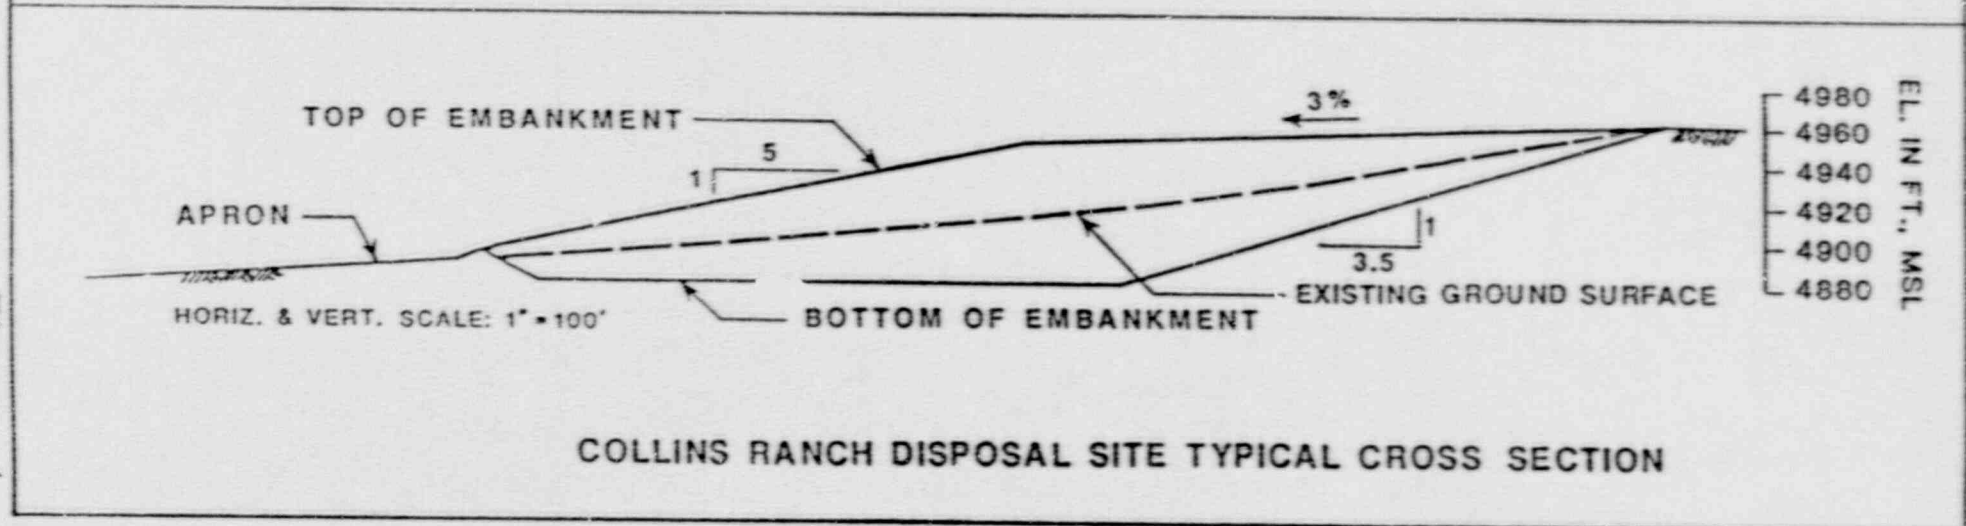 3%
4980
TOP OF EMBANKMENT
4960
5
1
4940
APRON
4920
1
4900
3.5
4880
EL. IN FT., MSL
EXISTING GROUND SURFACE
HORIZ. & VERT. SCALE: 1"=100'
BOTTOM OF EMBANKMENT
COLLINS RANCH DISPOSAL SITE TYPICAL CROSS SECTION